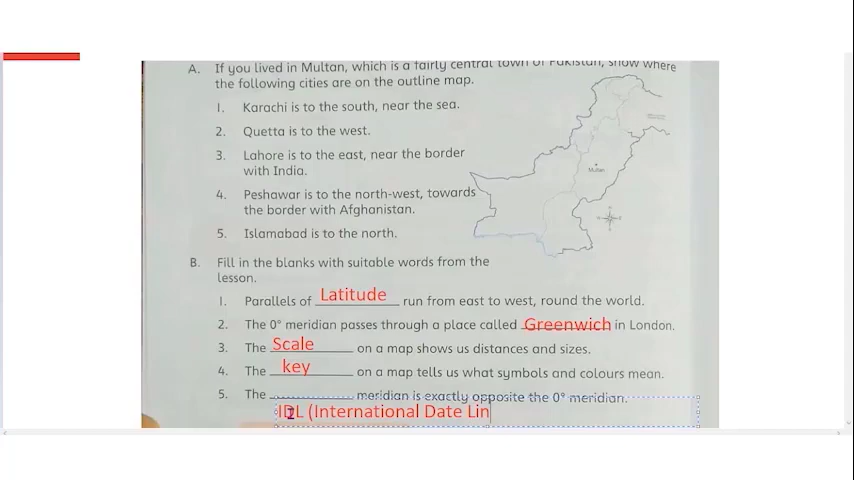 A. If you lived in Multan, which is a fairly central town of Pakistan, show where
the following cities are on the outline map.
1. Karachi is to the south, near the sea.
2. Quetta is to the west.
3. Lahore is to the east, near the border
with India.
4. Peshawar is to the north-west, towards
the border with Afghanistan.
5. Islamabad is to the north.
Multan
B. Fill in the blanks with suitable words from the
lesson.
1. Parallels of Latitude run from east to west, round the world.
2. The 0° meridian passes through a place called Greenwich in London.
3. The Scale on a map shows us distances and sizes.
4. The key on a map tells us what symbols and colours mean.
5. The ____ meridian is exactly opposite the 0° meridian.
IDL (International Date Lin